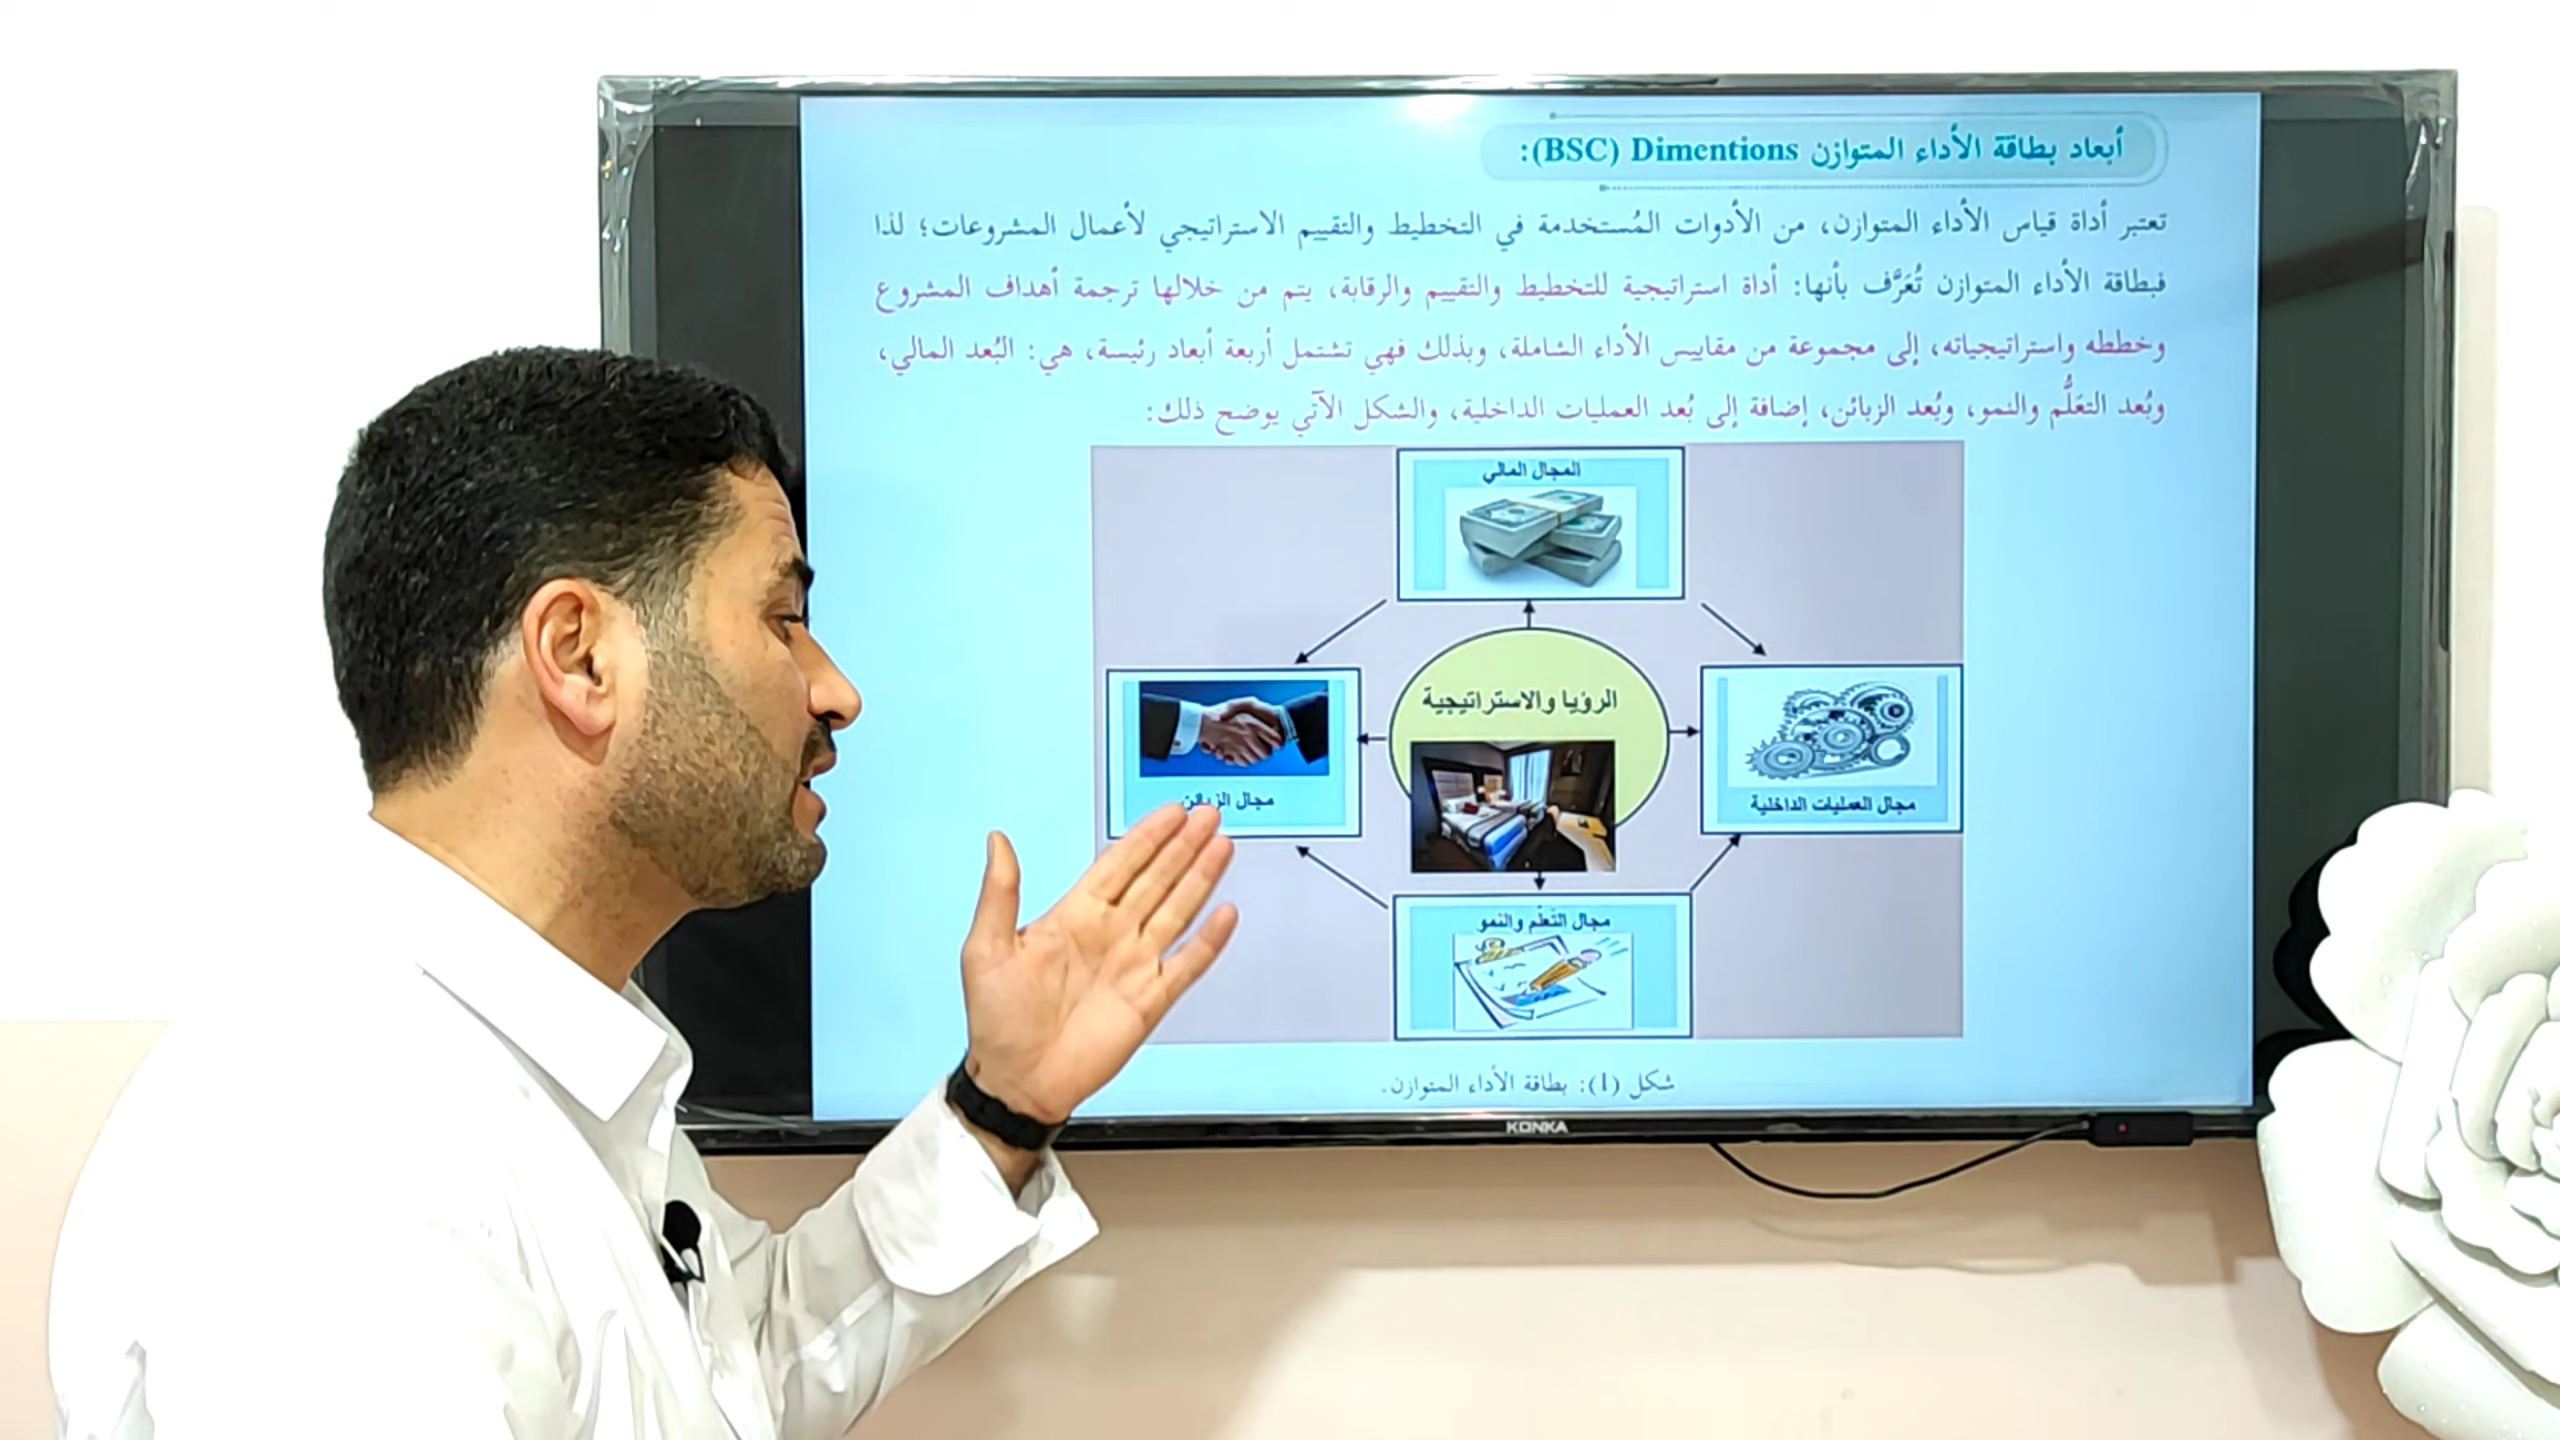 أبعاد بطاقة الأداء المتوازن BSC) Dimentions):
تعتبر أداة قياس الأداء المتوازن، من الأدوات المُستخدمة في التخطيط والتقييم الاستراتيجي لأعمال المشروعات؛ لذا
فبطاقة الأداء المتوازن تُعَرَّف بأنها: أداة استراتيجية للتخطيط والتقييم والرقابة، يتم من خلالها ترجمة أهداف المشروع
وخططه واستراتيجياته، إلى مجموعة من مقاييس الأداء الشاملة، وبذلك فهي تشتمل أربعة أبعاد رئيسة، هي: البُعد المالي،
وبُعد التعَلُّم والنمو، وبُعد الزبائن، إضافة إلى بُعد العمليات الداخلية، والشكل الآتي يوضح ذلك:
المجال المالي
الرؤيا والاستراتيجية
مجال العمليات الداخلية
مجال الزبائن
مجال التعلم والنمو
شكل (1): بطاقة الأداء المتوازن.
KONKA